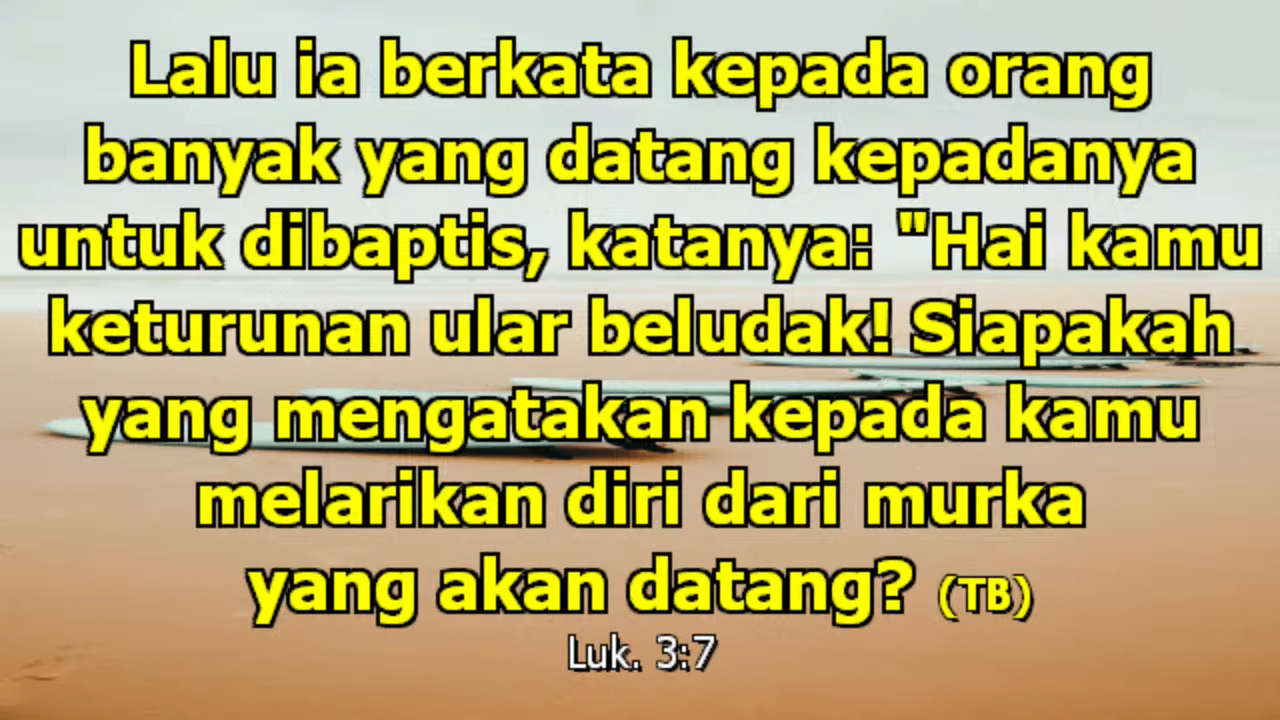 Lalu ia berkata kepada orang
banyak yang datang kepadanya
untuk dibaptis, katanya: "Hai kamu
keturunan ular beludak! Siapakah
yang mengatakan kepada kamu
melarikan diri dari murka
yang akan datang? (TB)
Luk. 3:7